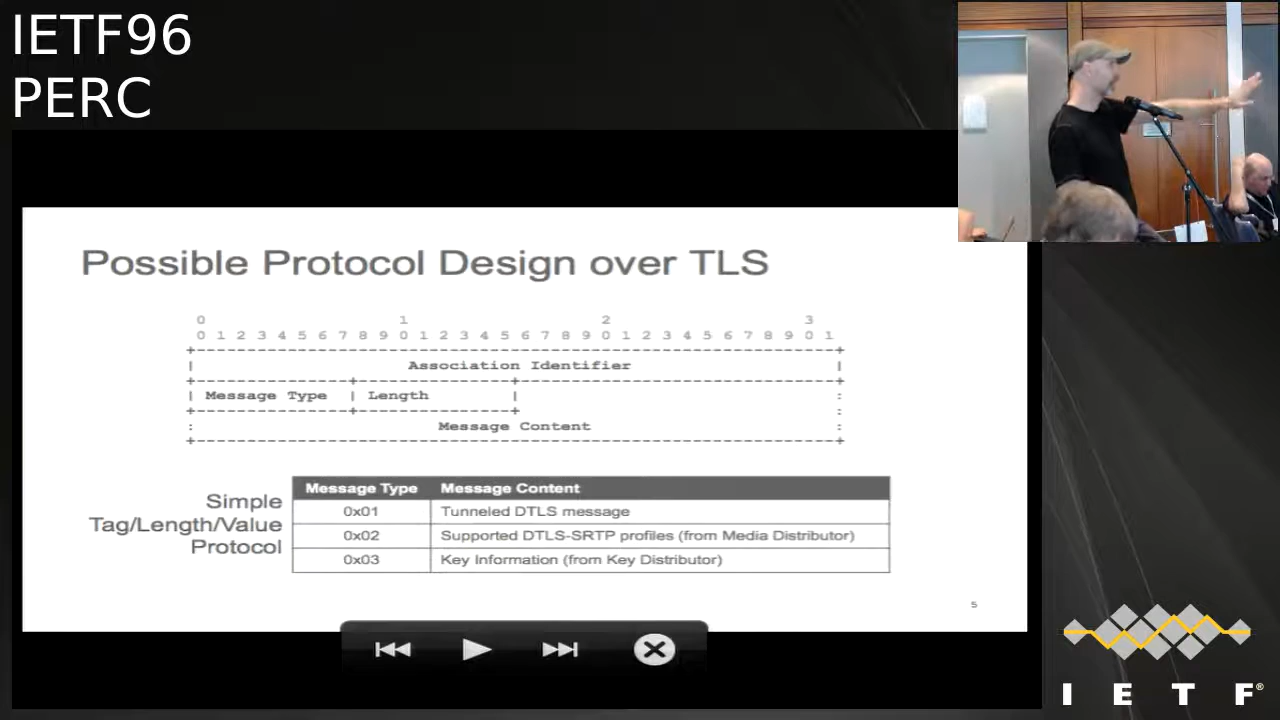 IETF96
PERC
Possible Protocol Design over TLS
0 1 2 3
0 1 2 3 4 5 6 7 8 9 0 1 2 3 4 5 6 7 8 9 0 1 2 3 4 5 6 7 8 9 0 1
Association Identifier
Message Type | Length |
Message Content
Simple
Tag/Length/Value
Protocol
Message Type Message Content
0x01 Tunneled DTLS message
0x02 Supported DTLS-SRTP profiles (from Media Distributor)
0x03 Key Information (from Key Distributor)
5
I E T F®